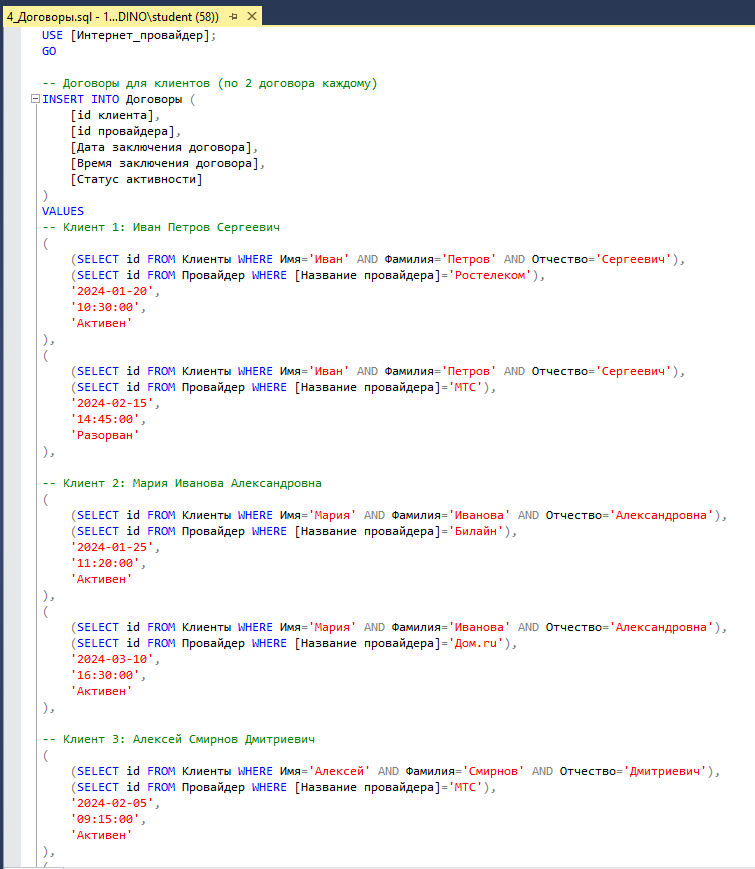 4_Договоры.sql - 1...DINO\student (58))
USE [Интернет_провайдер];
GO
-- Договоры для клиентов (по 2 договора каждому)
INSERT INTO Договоры (
[id клиента],
[id провайдера],
[Дата заключения договора],
[Время заключения договора],
[Статус активности]
)
VALUES
-- Клиент 1: Иван Петров Сергеевич
(
(SELECT id FROM Клиенты WHERE Имя='Иван' AND Фамилия='Петров' AND Отчество='Сергеевич'),
(SELECT id FROM Провайдер WHERE [Название провайдера]='Ростелеком'),
'2024-01-20',
'10:30:00',
'Активен'
),
(
(SELECT id FROM Клиенты WHERE Имя='Иван' AND Фамилия='Петров' AND Отчество='Сергеевич'),
(SELECT id FROM Провайдер WHERE [Название провайдера]='МТС'),
'2024-02-15',
'14:45:00',
'Разорван'
),
-- Клиент 2: Мария Иванова Александровна
(
(SELECT id FROM Клиенты WHERE Имя='Мария' AND Фамилия='Иванова' AND Отчество='Александровна'),
(SELECT id FROM Провайдер WHERE [Название провайдера]='Билайн'),
'2024-01-25',
'11:20:00',
'Активен'
),
(
(SELECT id FROM Клиенты WHERE Имя='Мария' AND Фамилия='Иванова' AND Отчество='Александровна'),
(SELECT id FROM Провайдер WHERE [Название провайдера]='Дом.ru'),
'2024-03-10',
'16:30:00',
'Активен'
),
-- Клиент 3: Алексей Смирнов Дмитриевич
(
(SELECT id FROM Клиенты WHERE Имя='Алексей' AND Фамилия='Смирнов' AND Отчество='Дмитриевич'),
(SELECT id FROM Провайдер WHERE [Название провайдера]='МТС'),
'2024-02-05',
'09:15:00',
'Активен'
),
(